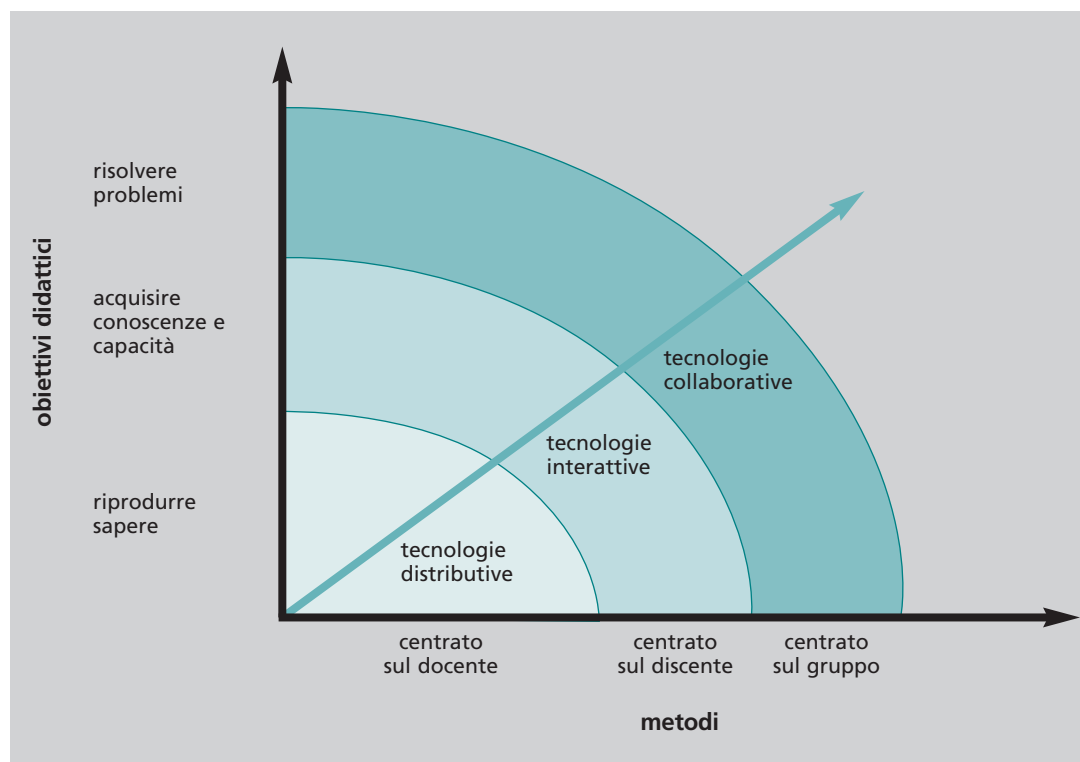 risolvere
problemi
obiettivi didattici
acquisire
conoscenze e
capacità
tecnologie
collaborative
tecnologie
interattive
riprodurre
sapere
tecnologie
distributive
centrato
sul docente
centrato
sul discente
centrato
sul gruppo
metodi